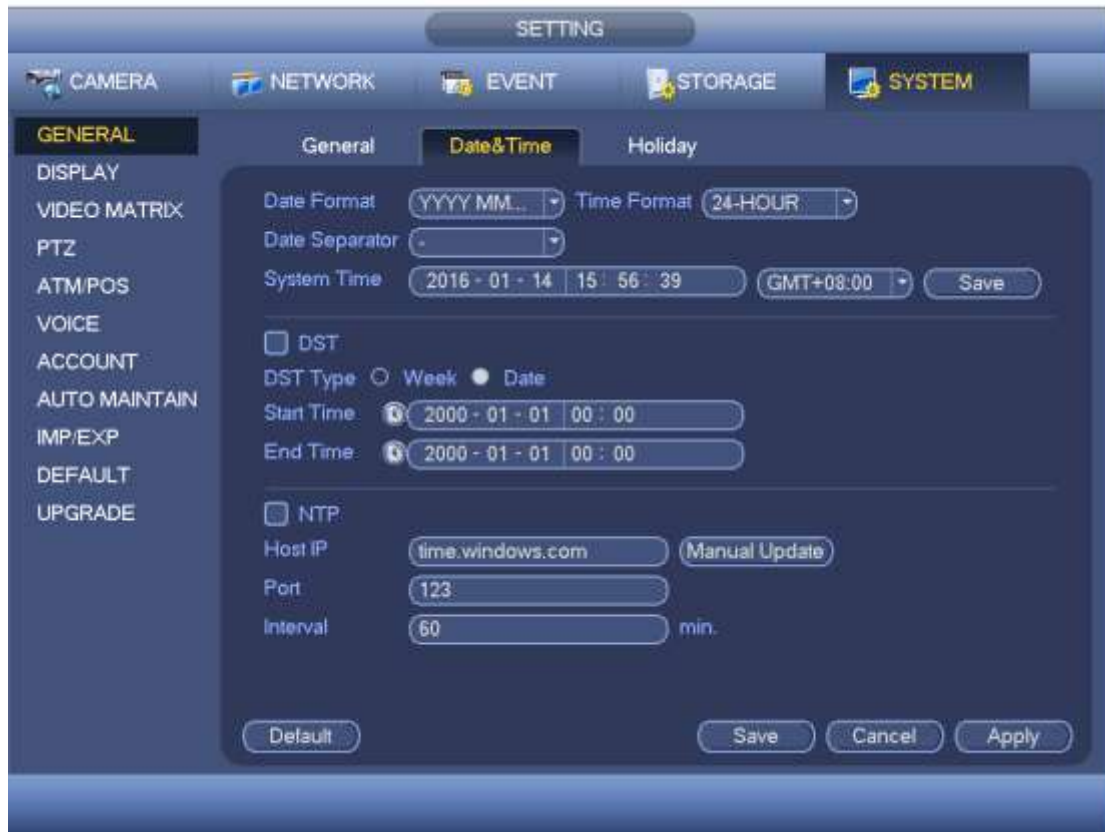 SETTING
CAMERA NETWORK EVENT STORAGE SYSTEM
GENERAL
DISPLAY
VIDEO MATRIX
PTZ
ATM/POS
VOICE
ACCOUNT
AUTO MAINTAIN
IMP/EXP
DEFAULT
UPGRADE
General Date&Time Holiday
Date Format YYYY MM... Time Format 24-HOUR
Date Separator -
System Time 2016 - 01 - 14 15 : 56 : 39 GMT+08:00 Save
DST
DST Type Week Date
Start Time 2000 - 01 - 01 00 : 00
End Time 2000 - 01 - 01 00 : 00
NTP
Host IP time.windows.com Manual Update
Port 123
Interval 60 min.
Default Save Cancel Apply